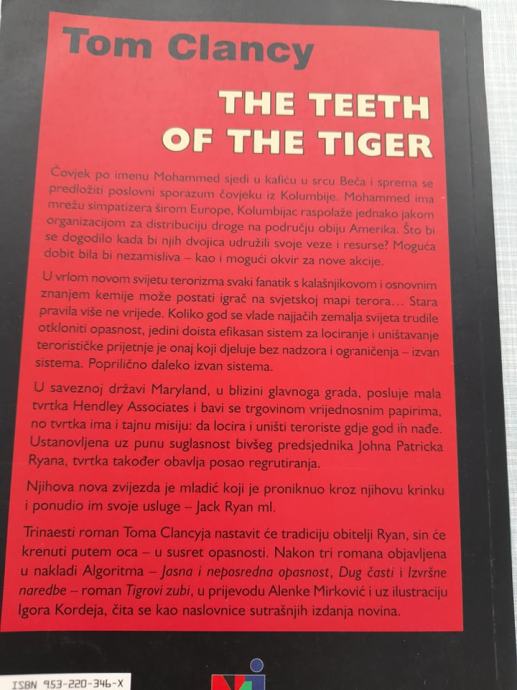 Tom Clancy
THE TEETH
OF THE TIGER
Čovjek po imenu Mohammed sjedi u kafiću u srcu Beča i sprema se
predložiti poslovni sporazum čovjeku iz Kolumbije. Mohammed ima
mrežu simpatizera širom Europe, Kolumbijac raspolaže jednako jakom
organizacijom za distribuciju droge na području obiju Amerika. Što bi
se dogodilo kada bi njih dvojica udružili svoje veze i resurse? Moguća
dobit bila bi nezamisliva – kao i mogući okvir za nove akcije.
U vrlom novom svijetu terorizma svaki fanatik s kalašnjikovom i osnovnim
znanjem kemije može postati igrač na svjetskoj mapi terora... Stara
pravila više ne vrijede. Koliko god se vlade najjačih zemalja svijeta trudile
otkloniti opasnost, jedini doista efikasan sistem za lociranje i uništavanje
terorističke prijetnje je onaj koji djeluje bez nadzora i ograničenja – izvan
sistema. Poprilično daleko izvan sistema.
U saveznoj državi Maryland, u blizini glavnoga grada, posluje mala
tvrtka Hendley Associates i bavi se trgovinom vrijednosnim papirima,
no tvrtka ima i tajnu misiju: da locira i uništi teroriste gdje god ih nađe.
Ustanovljena uz punu suglasnost bivšeg predsjednika Johna Patricka
Ryana, tvrtka također obavlja posao regrutiranja.
Njihova nova zvijezda je mladić koji je proniknuo kroz njihovu krinku
i ponudio im svoje usluge – Jack Ryan ml.
Trinaesti roman Toma Clancyja nastavit će tradiciju obitelji Ryan, sin će
krenuti putem oca – u susret opasnosti. Nakon tri romana objavljena
u nakladi Algoritma – Jasna i neposredna opasnost, Dug časti i Izvršne
naredbe – roman Tigrovi zubi, u prijevodu Alenke Mirković i uz ilustraciju
Igora Kordeja, čita se kao naslovnice sutrašnjih izdanja novina.
ISBN 953-220-346-X